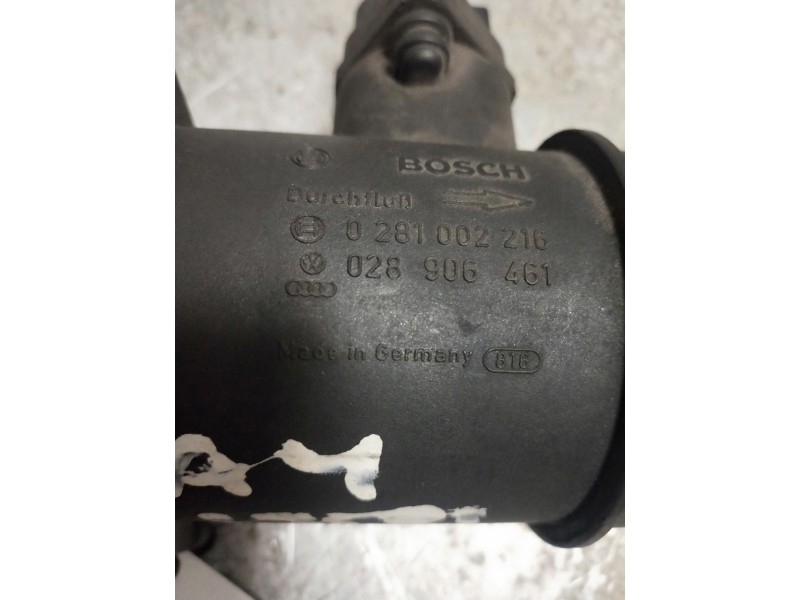 BOSCH
Durchfluß
0 281 002 216
028 906 461
Made in Germany 816